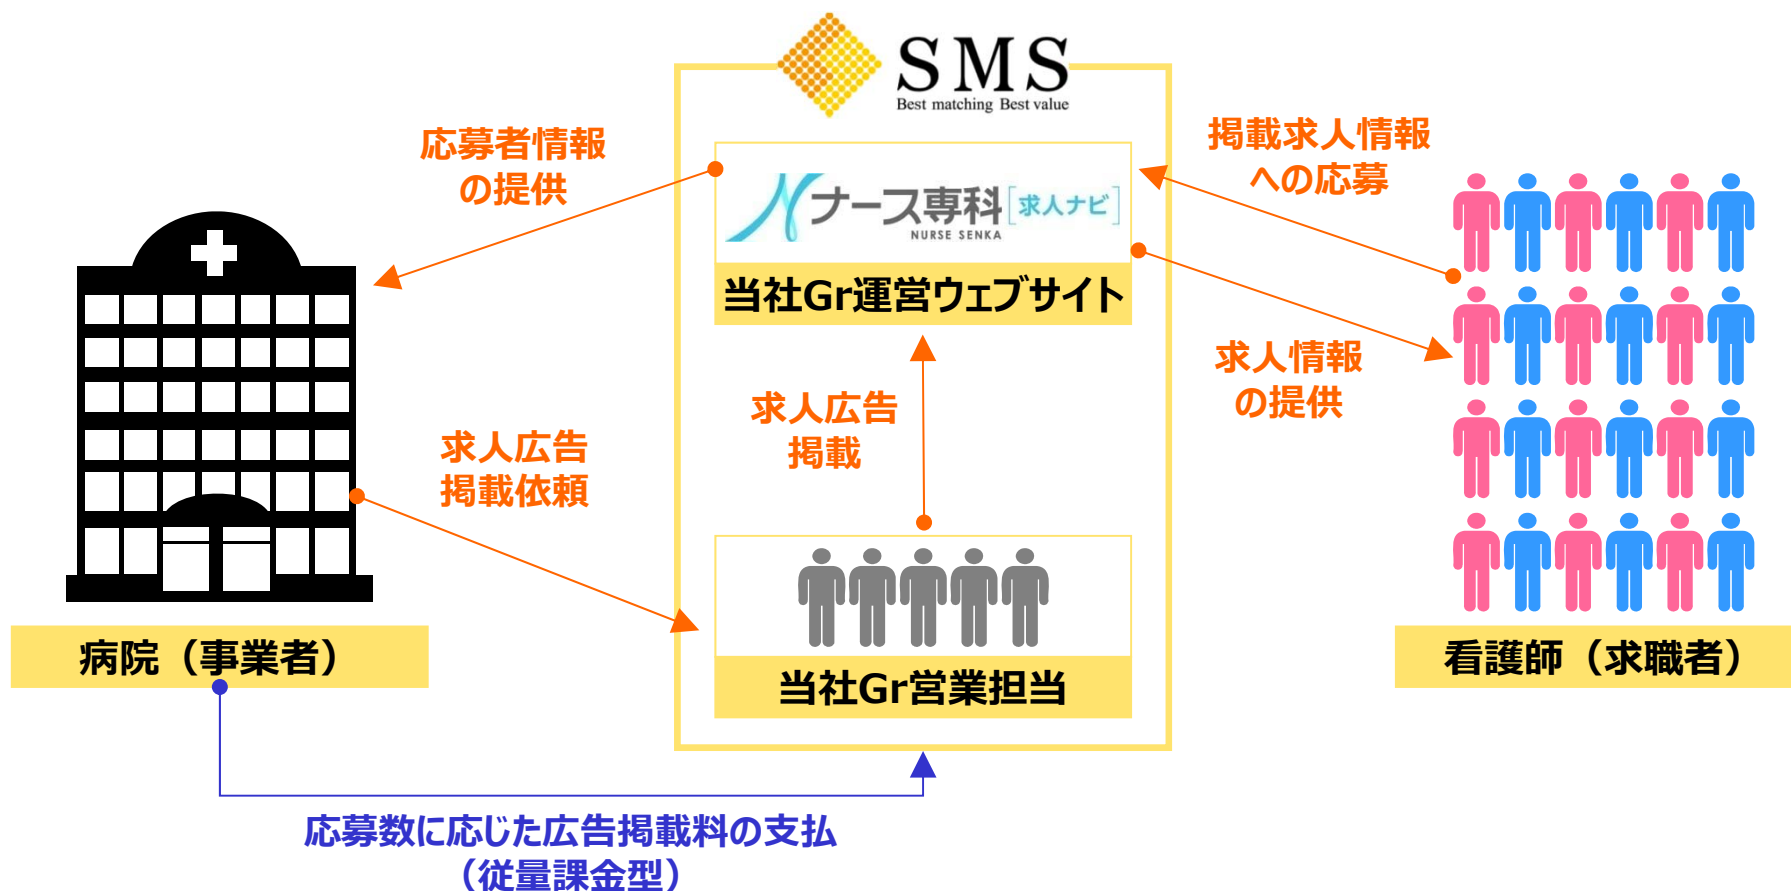 SMS
Best matching Best value
応募者情報
の提供
掲載求人情報
への応募
ナース専科[求人ナビ]
NURSE SENKA
当社Gr運営ウェブサイト
求人情報
の提供
求人広告
掲載
求人広告
掲載依頼
病院（事業者）
当社Gr営業担当
看護師（求職者）
応募数に応じた広告掲載料の支払
（従量課金型）